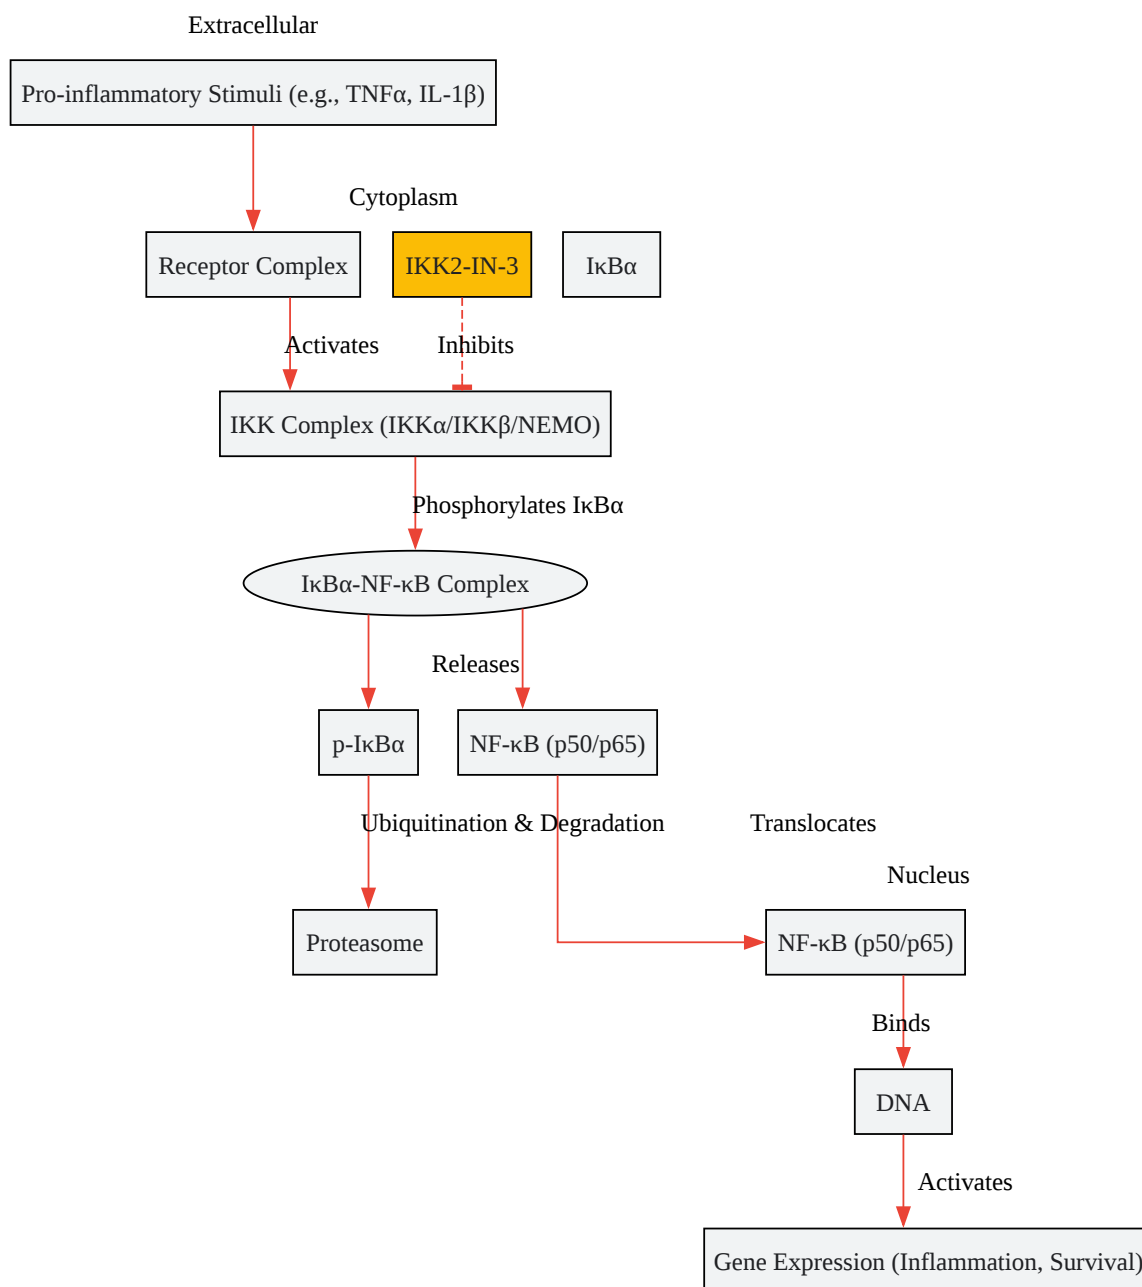 Extracellular
Pro-inflammatory Stimuli (e.g., TNFα, IL-1β)
Cytoplasm
Receptor Complex
IKK2-IN-3
IκBα
Activates
Inhibits
IKK Complex (IKKα/IKKβ/NEMO)
Phosphorylates IκBα
IκBα-NF-κB Complex
Releases
p-IκBα
NF-κB (p50/p65)
Ubiquitination & Degradation
Translocates
Nucleus
Proteasome
NF-κB (p50/p65)
Binds
DNA
Activates
Gene Expression (Inflammation, Survival)